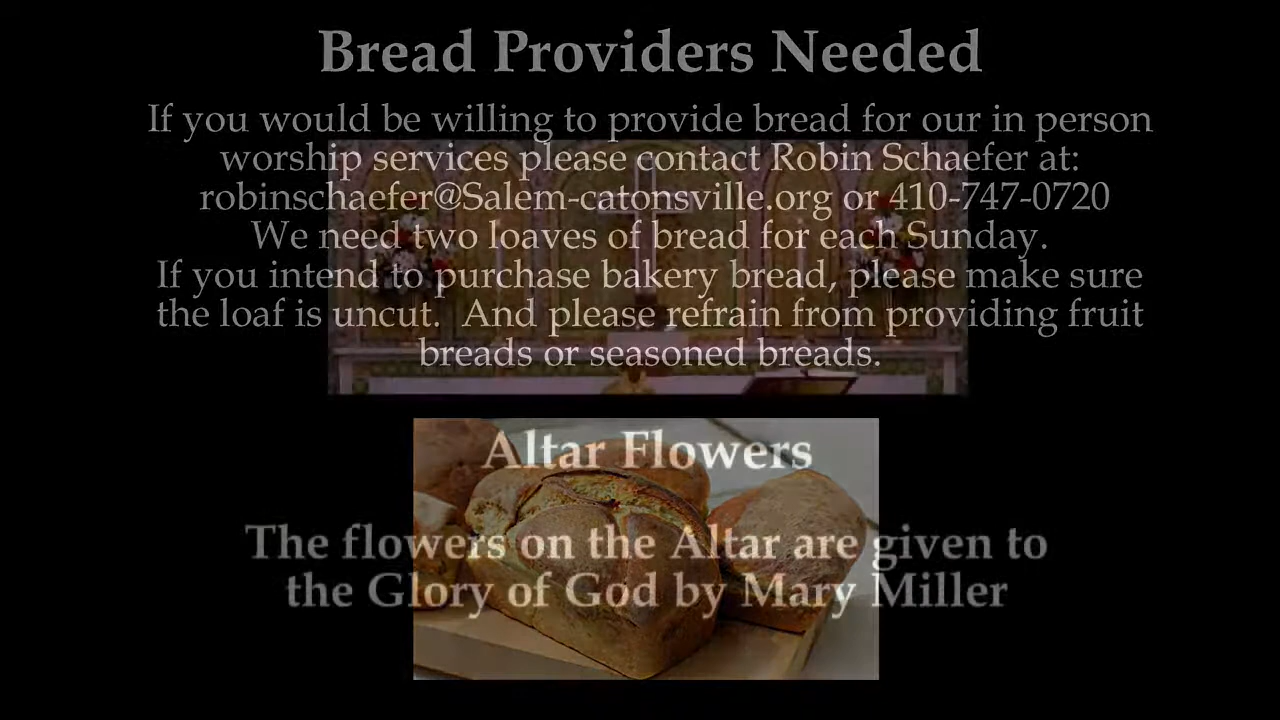 Bread Providers Needed
If you would be willing to provide bread for our in person
worship services please contact Robin Schaefer at:
robinschaefer@Salem-catonsville.org or 410-747-0720
We need two loaves of bread for each Sunday.
If you intend to purchase bakery bread, please make sure
the loaf is uncut.  And please refrain from providing fruit
breads or seasoned breads.
Altar Flowers
The flowers on the Altar are given to
the Glory of God by Mary Miller